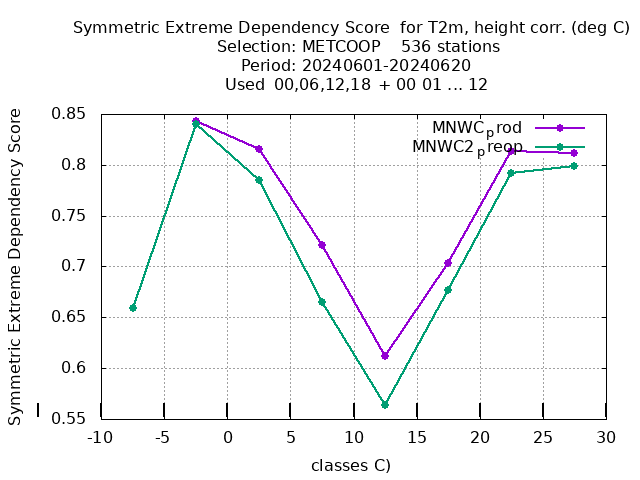 Symmetric Extreme Dependency Score for T2m, height corr. (deg C)
Selection: METCOOP 536 stations
Period: 20240601-20240620
Used 00,06,12,18 + 00 01 ... 12
MNWC_prod
MNWC2_preop
Symmetric Extreme Dependency Score
0.85
0.8
0.75
0.7
0.65
0.6
0.55
-10 -5 0 5 10 15 20 25 30
classes C)